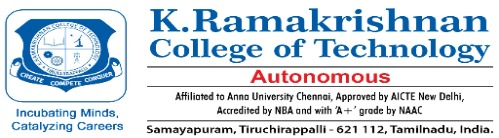 K.Ramakrishnan
College of Technology
Autonomous
Affiliated to Anna University Chennai, Approved by AICTE New Delhi,
Accredited by NBA and with ‘A+’ grade by NAAC
Samayapuram, Tiruchirappalli - 621 112, Tamilnadu, India.
CREATE COMPETE CONQUER
Incubating Minds,
Catalyzing Careers